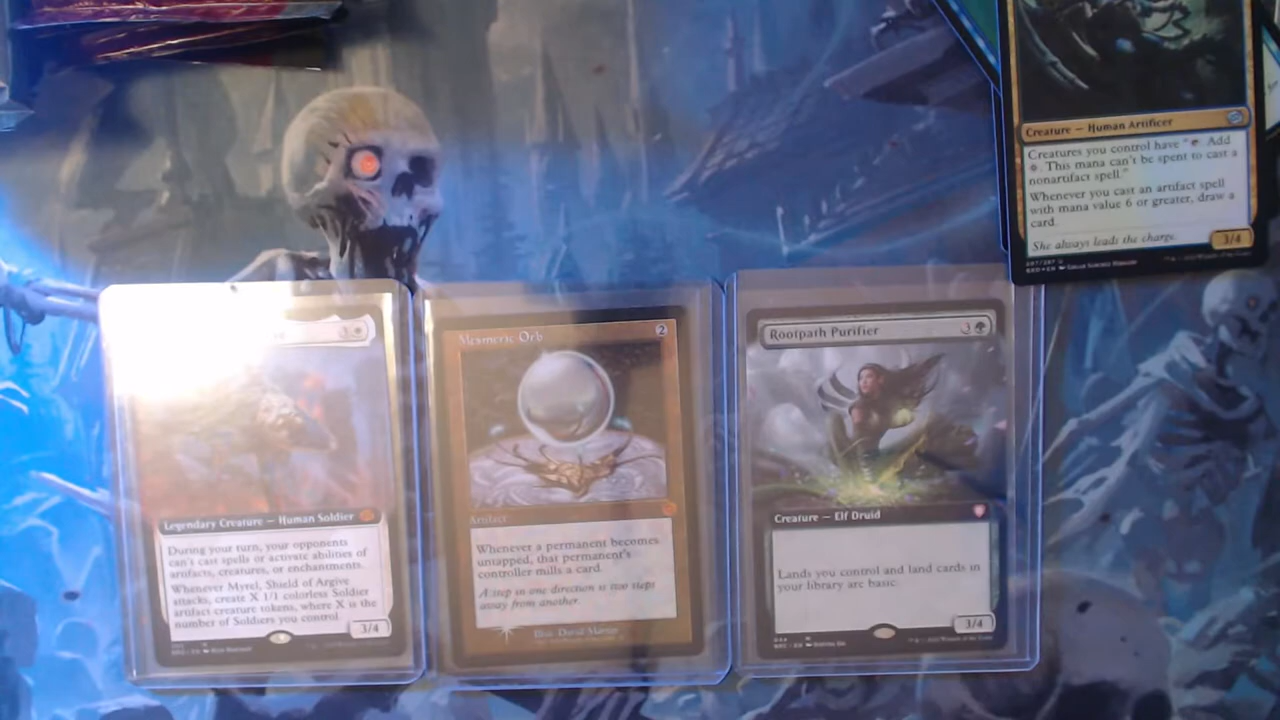 Creature — Human Artificer
Creatures you control have ": Add
. This mana can't be spent to cast a
nonartifact spell."
Whenever you cast an artifact spell
with mana value 6 or greater, draw a
card.
She always leads the charge.
3/4
3
Legendary Creature — Human Soldier
During your turn, your opponents
can't cast spells or activate abilities of
artifacts, creatures, or enchantments.
Whenever Myrel, Shield of Argive
attacks, create X 1/1 colorless Soldier
artifact creature tokens, where X is the
number of Soldiers you control.
3/4
Mesmeric Orb
2
Artifact
Whenever a permanent becomes
untapped, that permanent's
controller mills a card.
A step in one direction is two steps
away from another.
Illus. David Martin
Rootpath Purifier
3
Creature — Elf Druid
Lands you control and land cards in
your library are basic.
3/4